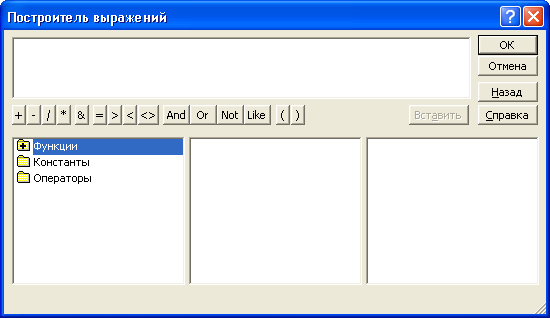 Построитель выражений
OK
Отмена
Назад
+ - / * & = > < <> And Or Not Like ( ) Вставить Справка
Функции
Константы
Операторы